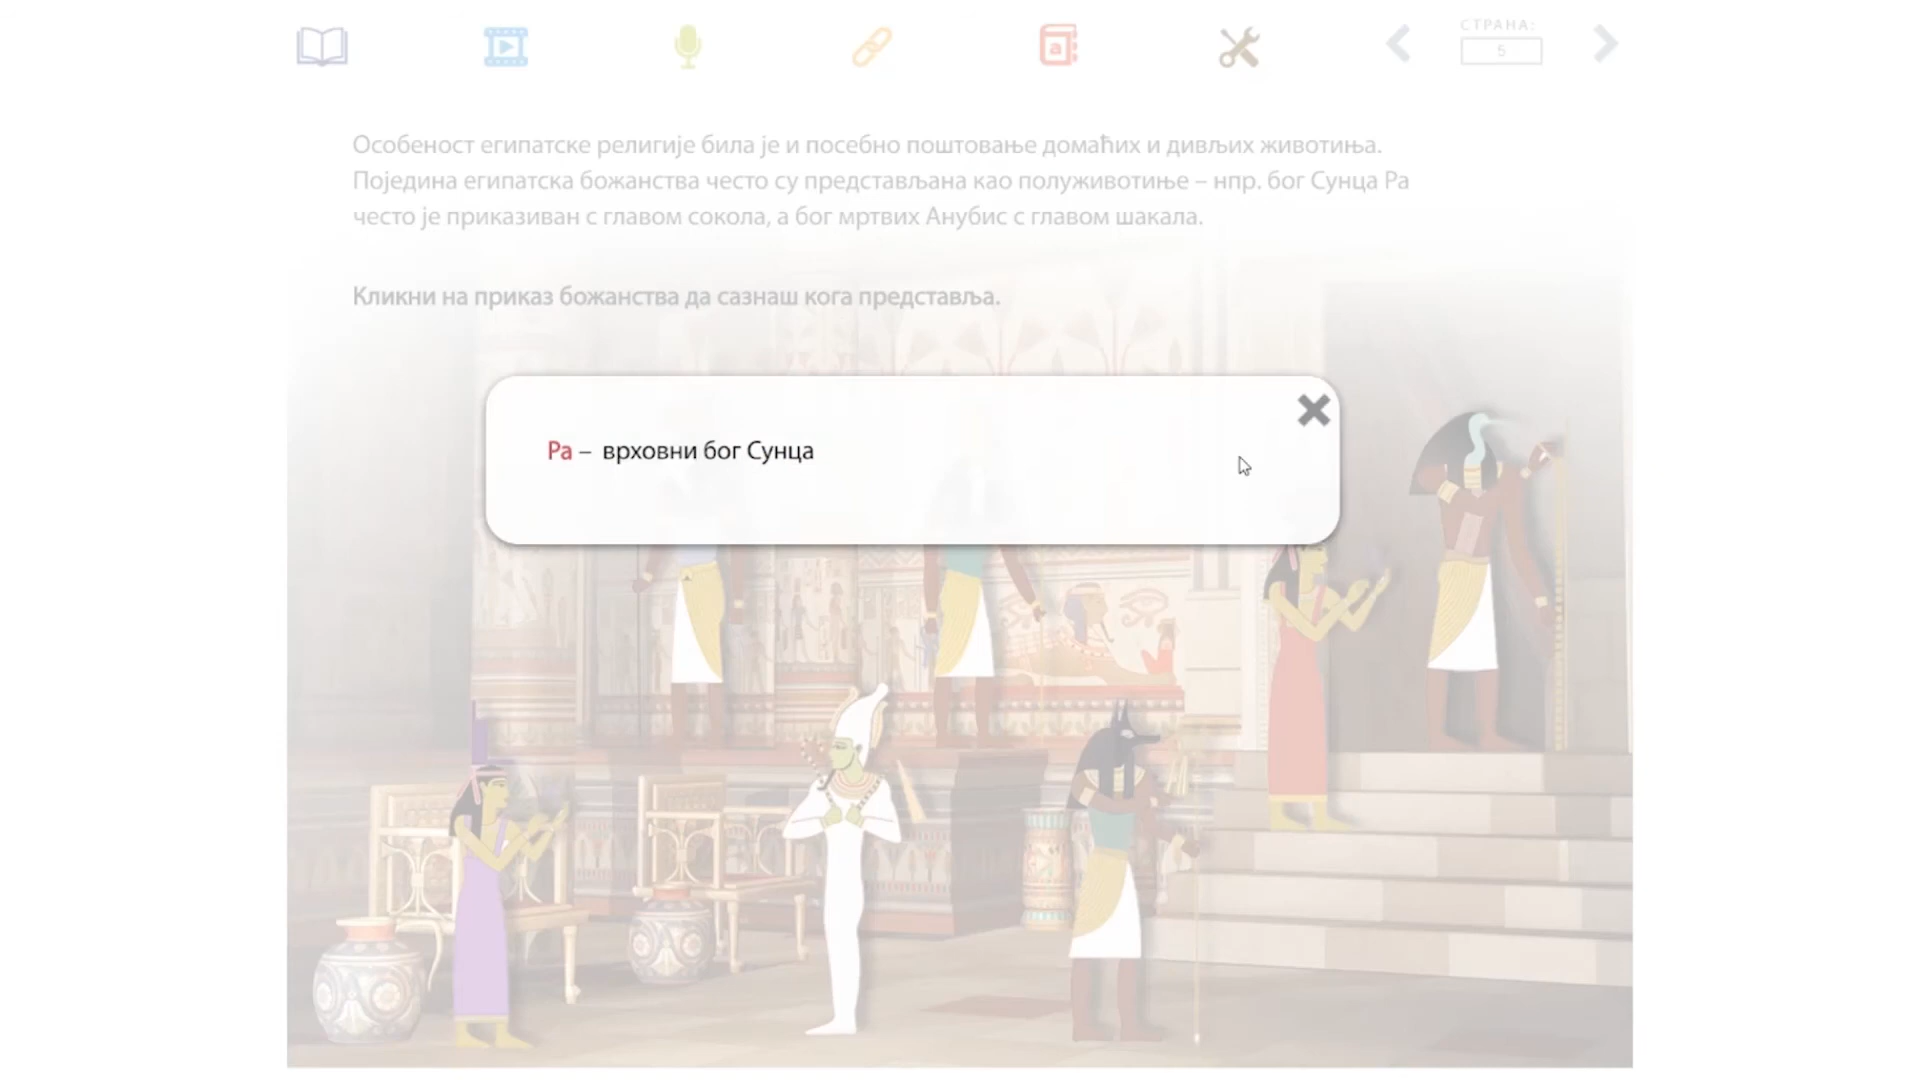 СТРАНА:
5
Особеност египатске религије била је и посебно поштовање домаћих и дивљих животиња.
Поједина египатска божанства често су представљана као полуживотиње – нпр. бог Сунца Ра
често је приказиван с главом сокола, а бог мртвих Анубис с главом шакала.
Кликни на приказ божанства да сазнаш кога представља.
Ра – врховни бог Сунца